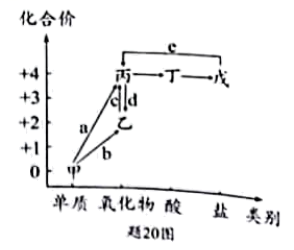 化合价
e
+4 丙 丁 戊
+3 c d
+2 乙
a
+1 b
0 甲
单质 氧化物 酸 盐 类别
题20图